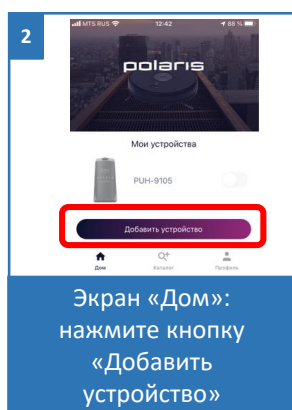 2
MTS RUS 12:42 88 %
polaris
Мои устройства
PUH-9105
Добавить устройство
Дом Каталог Профиль
Экран «Дом»:
нажмите кнопку
«Добавить
устройство»